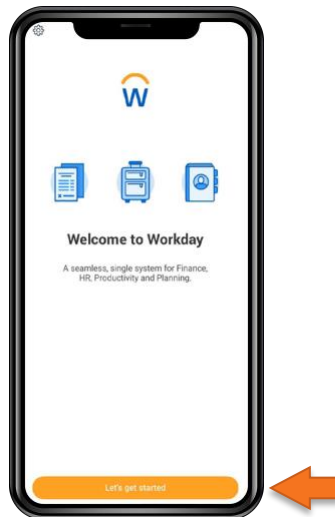 W
Welcome to Workday
A seamless, single system for Finance,
HR, Productivity and Planning.
Let's get started